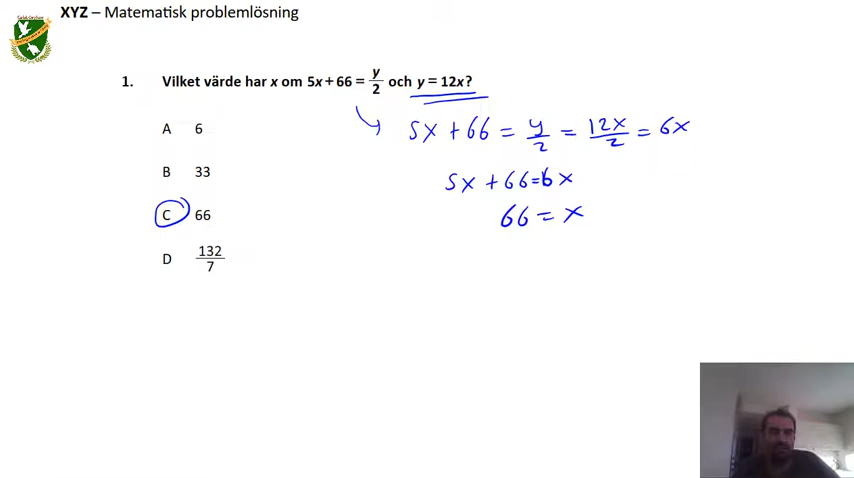 XYZ – Matematisk problemlösning
1. Vilket värde har x om 5x + 66 = y/2 och y = 12x?
5x + 66 = y/2 = 12x/2 = 6x
A 6
B 33
5x + 66 = 6x
C 66
66 = x
D 132/7